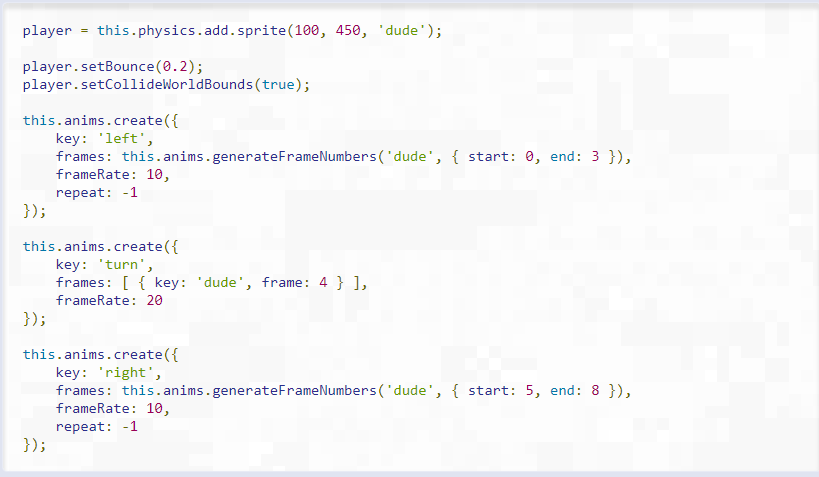 player = this.physics.add.sprite(100, 450, 'dude');
player.setBounce(0.2);
player.setCollideWorldBounds(true);
this.anims.create({
    key: 'left',
    frames: this.anims.generateFrameNumbers('dude', { start: 0, end: 3 }),
    frameRate: 10,
    repeat: -1
});
this.anims.create({
    key: 'turn',
    frames: [ { key: 'dude', frame: 4 } ],
    frameRate: 20
});
this.anims.create({
    key: 'right',
    frames: this.anims.generateFrameNumbers('dude', { start: 5, end: 8 }),
    frameRate: 10,
    repeat: -1
});